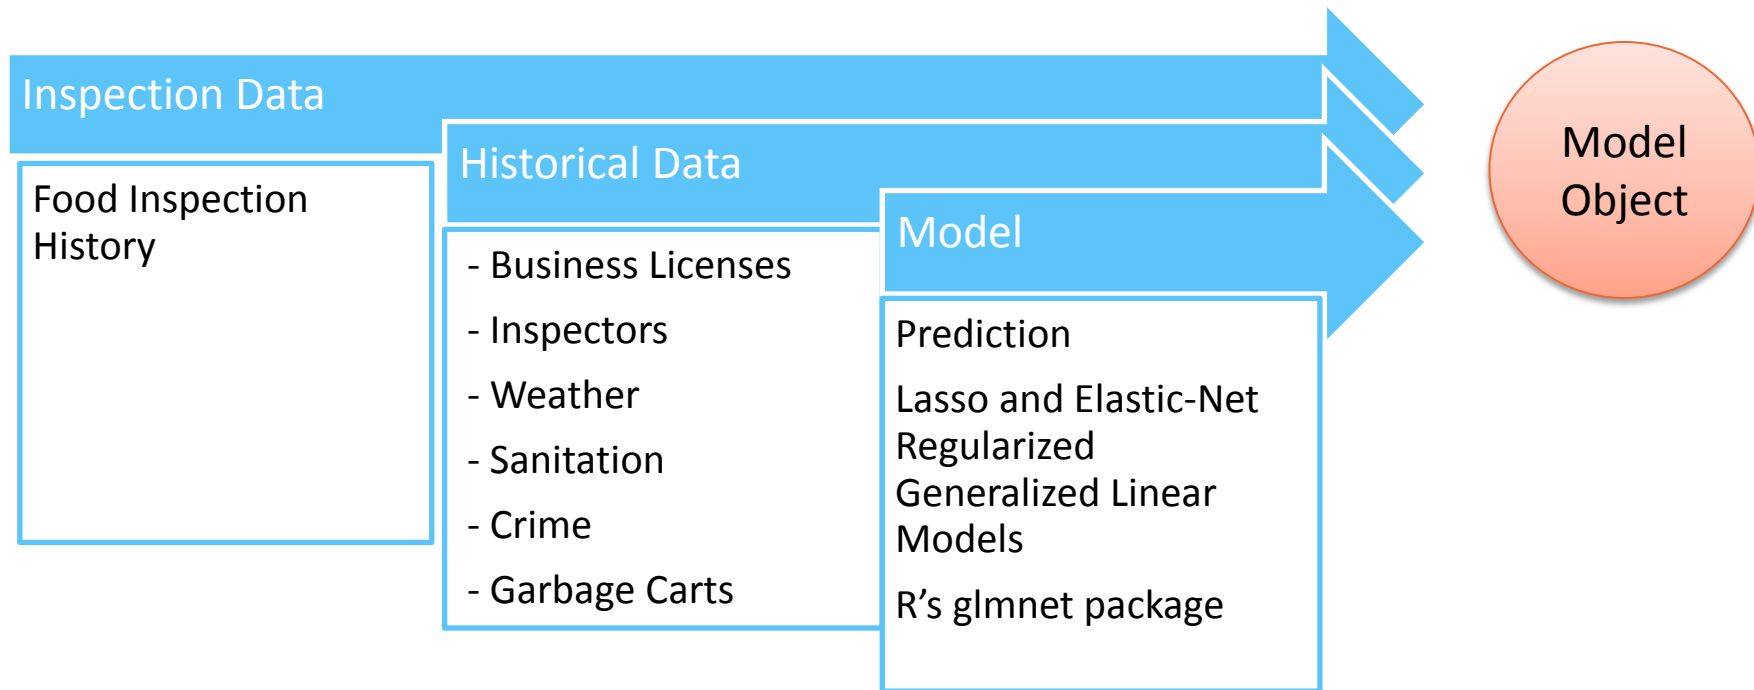 Inspection Data
Food Inspection
History
Historical Data
- Business Licenses
- Inspectors
- Weather
- Sanitation
- Crime
- Garbage Carts
Model
Prediction
Lasso and Elastic-Net
Regularized
Generalized Linear
Models
R’s glmnet package
Model
Object